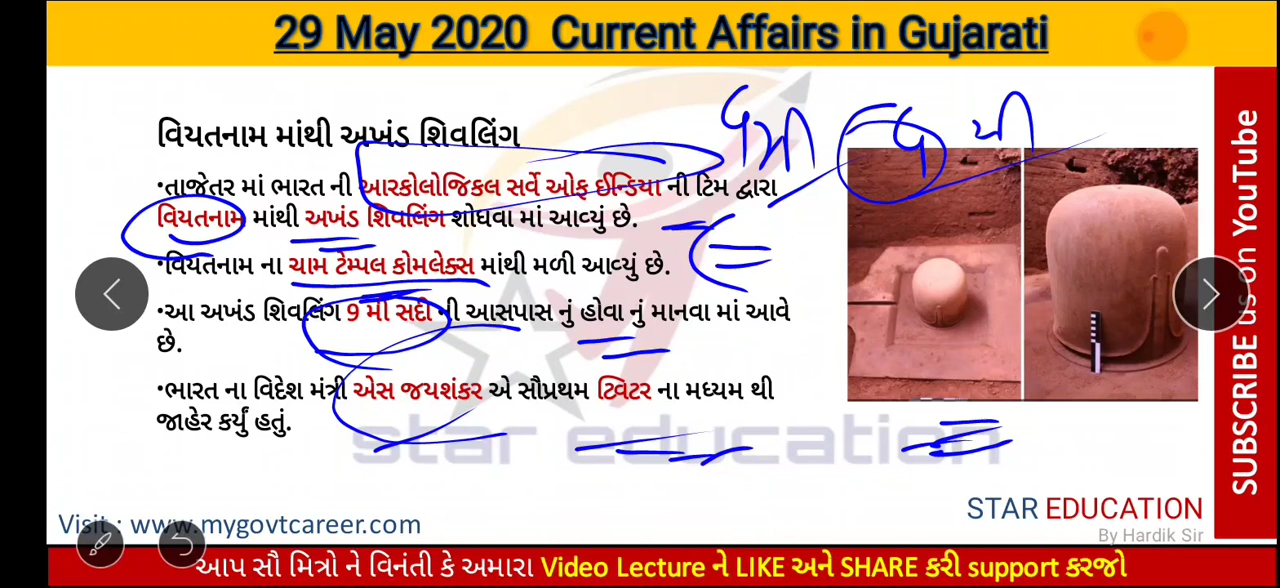 29 May 2020 Current Affairs in Gujarati
વિયતનામ માંથી અખંડ શિવલિંગ
•તાજેતર માં ભારત ની આરકોલોજિકલ સર્વે ઓફ ઈન્ડિયા ની ટિમ દ્વારા
વિયતનામ માંથી અખંડ શિવલિંગ શોધવા માં આવ્યું છે.
•વિયતનામ ના ચામ ટેમ્પલ કોમલેક્સ માંથી મળી આવ્યું છે.
•આ અખંડ શિવલિંગ 9 મી સદી ની આસપાસ નું હોવા નું માનવા માં આવે
છે.
•ભારત ના વિદેશ મંત્રી એસ જયશંકર એ સૌપ્રથમ ટ્વિટર ના મધ્યમ થી
જાહેર કર્યું હતું.
star education
SUBSCRIBE us on YouTube
STAR EDUCATION
By Hardik Sir
Visit : www.mygovtcareer.com
આપ સૌ મિત્રો ને વિનંતી કે અમારા Video Lecture ને LIKE અને SHARE કરી support કરજો